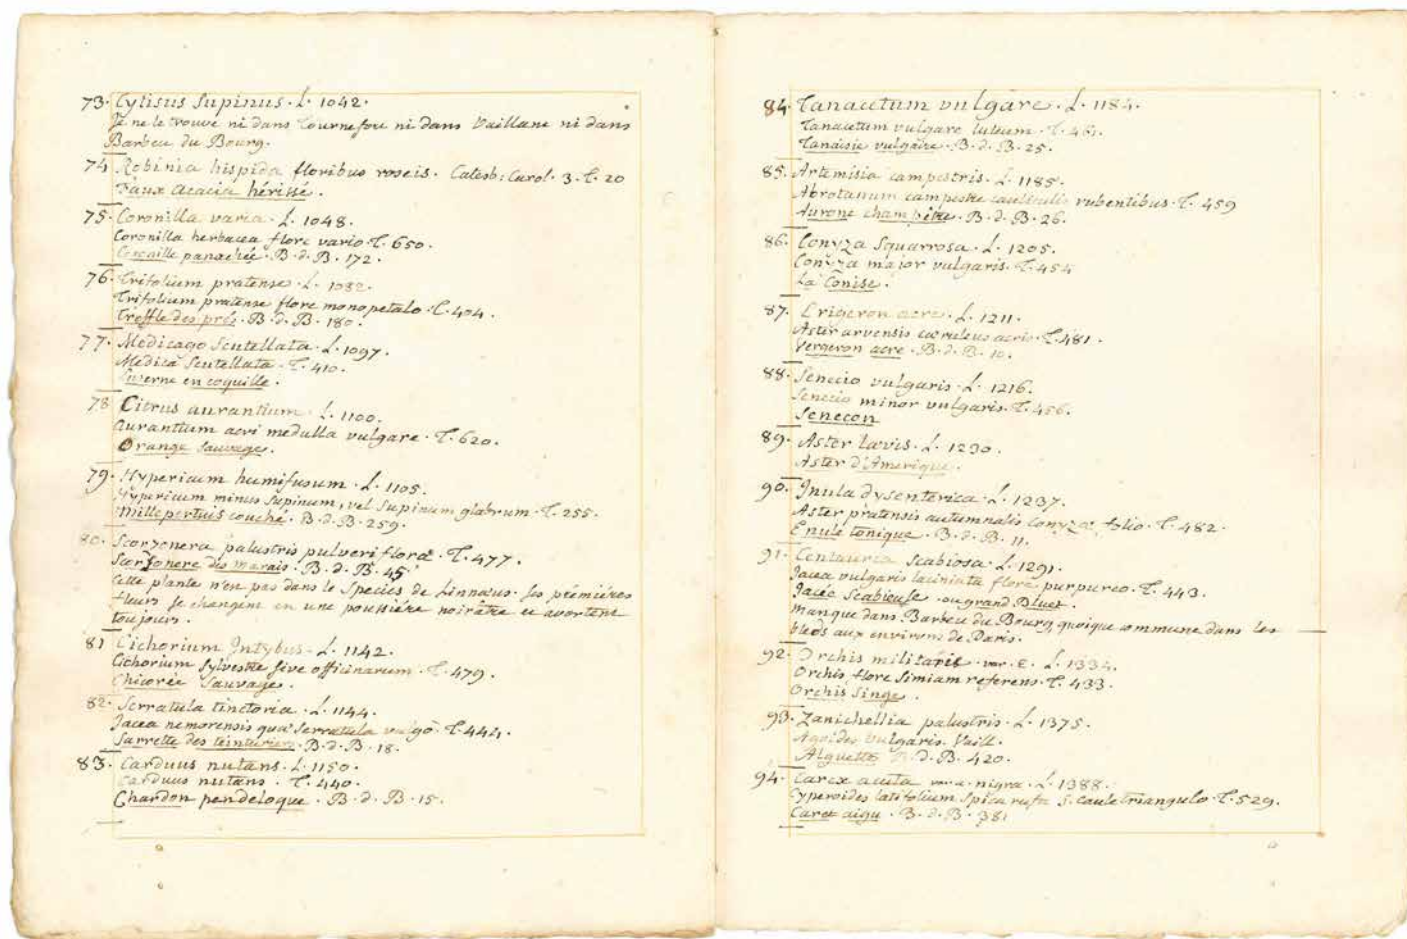 73. Cytisus Supinus. L. 1042.
Je ne le trouve ni dans Tournefort ni dans Vaillant ni dans
Barbeu du Bourg.
74 Robinia hispida floribus roseis. Catesb: Carol. 3. T. 20
Faux Acacia hérissé.
75. Coronilla varia. L. 1048.
Coronilla herbacea flore vario. T. 650.
panachée. B. d. B. 172.
76. Trifolium pratense. L. 1082.
Trifolium pratense flore monopetalo. T. 404.
Treffle des prés. B. d. B. 180.
77. Medicago Scutellata. L. 1097.
Medica Scutellata. T. 410.
Luzerne en coquille.
78 Citrus aurantium. L. 1100.
Aurantium acri medulla vulgare. T. 620.
Orange Sauvage.
79. Hypericum humifusum. L. 1105.
Hypericum minus Supinum, vel Supinum glabrum. T. 255.
Millepertuis couché. B. d. B. 259.
80. Scorzonera palustris pulveriflora. T. 477.
Scorzonere des marais. B. d. B. 45
Cette plante n'est pas dans le Species de Linnæus. Ses prémiéres
fleurs se changent en une poussiére noirâtre et avortent
toujours.
81 Cichorium Intybus. L. 1142.
Cichorium Sylvestre Sive officinarum. T. 479.
Chicorée Sauvage.
82. Serratula tinctoria. L. 1144.
Jacea nemorensis quæ Serratula vulgò. T. 444.
Sarrette des teinturiers. B. d. B. 18.
83. Carduus nutans. L. 1150.
Carduus nutans. T. 440.
Chardon pendeloque. B. d. B. 15.
84. Tanacetum vulgare. L. 1184.
Tanacetum vulgare luteum. T. 461.
Tanaisie vulgaire. B. d. B. 25.
85. Artemisia campestris. L. 1185.
Abrotanum campestre cauliculis rubentibus. T. 459
Aurone champêtre. B. d. B. 26.
86. Conyza Squarrosa. L. 1205.
Conyza major vulgaris. T. 454
La Conise.
87. Erigeron acre. L. 1211.
Aster arvensis cæruleus acris. T. 481.
Vergeron acre. B. d. B. 10.
88. Senecio vulgaris. L. 1216.
Senecio minor vulgaris. T. 456.
Senecon
89. Aster lævis. L. 1230.
Aster d'Amerique.
90. Inula dysenterica. L. 1237.
Aster pratensis autumnalis conyzæ folio. T. 482.
Enule tonique. B. d. B. 11.
91. Centaurea Scabiosa. L. 1291.
Jacea vulgaris laciniata flore purpureo. T. 443.
Jacée Scabieuse. ou grand Bluet.
Manque dans Barbeu du Bourg, quoique commune dans les
bleds aux environs de Paris.
92. Orchis militaris. var. E. L. 1334.
Orchis flore Simiam referens. T. 433.
Orchis Singe.
93. Zanichellia palustris. L. 1375.
Vulgaris. Vaill.
Alguette B. d. B. 420.
94. Carex acuta var. a. nigra. L. 1388.
Cyperoides latifolium Spica rufa S. caule triangulo. T. 529.
Caret aigu. B. d. B. 381